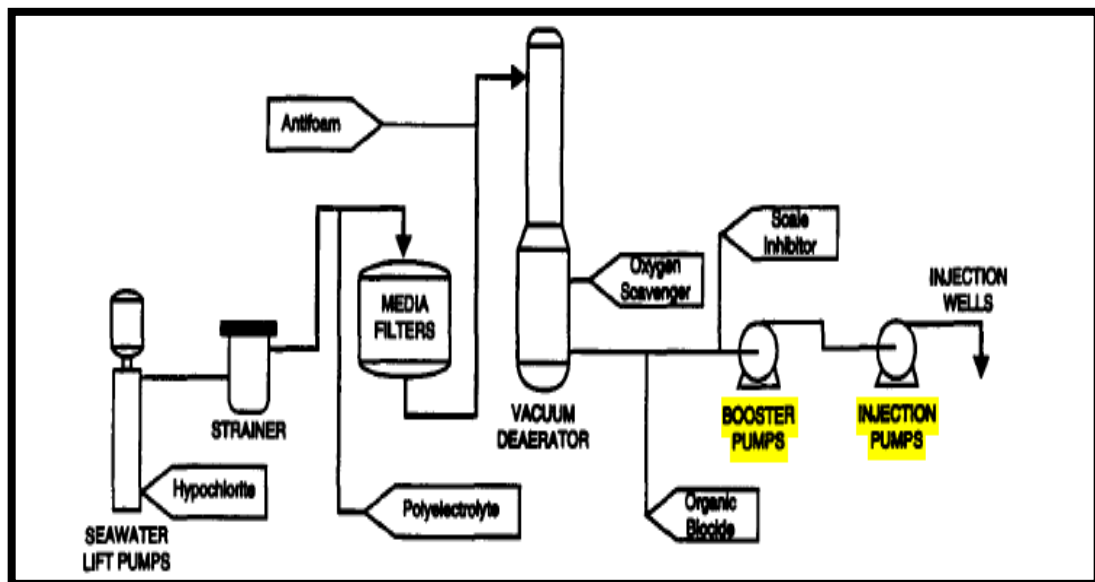 Antifoam
Scale
Inhibitor
Oxygen
Scavenger
INJECTION
WELLS
MEDIA
FILTERS
STRAINER
VACUUM
DEAERATOR
BOOSTER
PUMPS
INJECTION
PUMPS
Hypochlorite
Polyelectrolyte
Organic
Biocide
SEAWATER
LIFT PUMPS